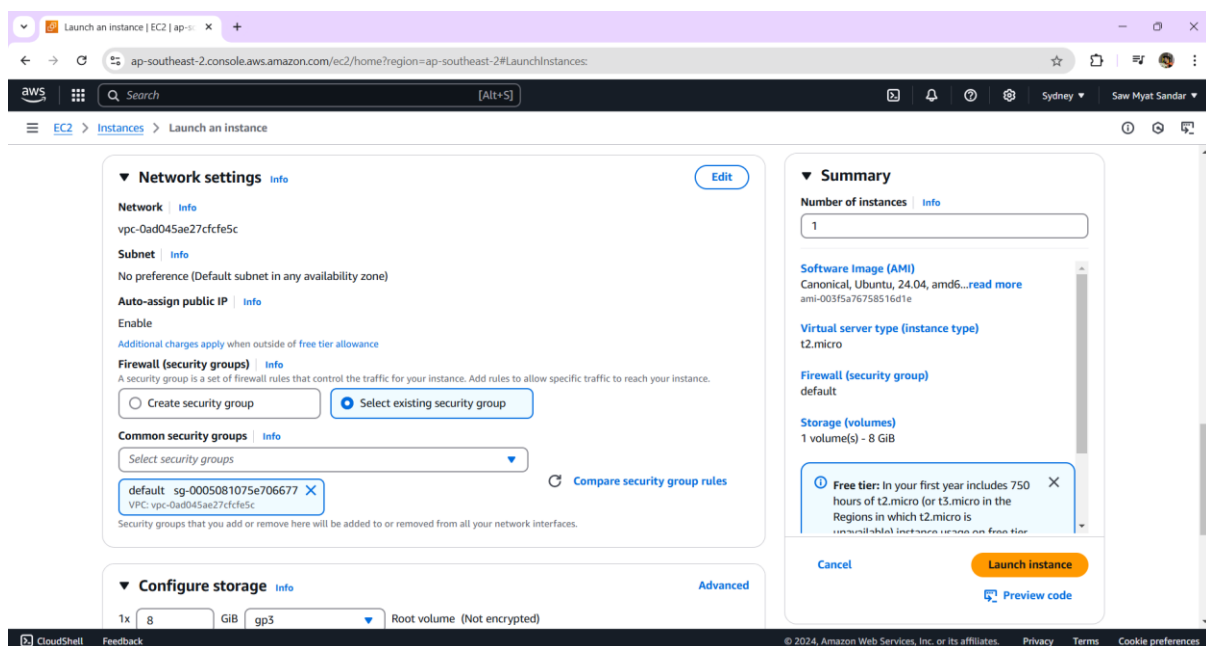 Launch an instance | EC2 | ap-s
ap-southeast-2.console.aws.amazon.com/ec2/home?region=ap-southeast-2#LaunchInstances:
aws
Search
[Alt+S]
Sydney
Saw Myat Sandar
EC2 > Instances > Launch an instance
Network settings Info
Edit
Network Info
vpc-0ad045ae27cfcfe5c
Subnet Info
No preference (Default subnet in any availability zone)
Auto-assign public IP Info
Enable
Additional charges apply when outside of free tier allowance
Firewall (security groups) Info
A security group is a set of firewall rules that control the traffic for your instance. Add rules to allow specific traffic to reach your instance.
Create security group
Select existing security group
Common security groups Info
Select security groups
default sg-0005081075e706677
VPC: vpc-0ad045ae27cfcfe5c
Compare security group rules
Security groups that you add or remove here will be added to or removed from all your network interfaces.
Configure storage Info
Advanced
1x 8 GiB gp3 Root volume (Not encrypted)
Summary
Number of instances Info
1
Software Image (AMI)
Canonical, Ubuntu, 24.04, amd6...read more
ami-003f5a76758516d1e
Virtual server type (instance type)
t2.micro
Firewall (security group)
default
Storage (volumes)
1 volume(s) - 8 GiB
Free tier: In your first year includes 750
hours of t2.micro (or t3.micro in the
Regions in which t2.micro is
unavailable) instance usage on free tier
Cancel
Launch instance
Preview code
CloudShell Feedback
© 2024, Amazon Web Services, Inc. or its affiliates. Privacy Terms Cookie preferences